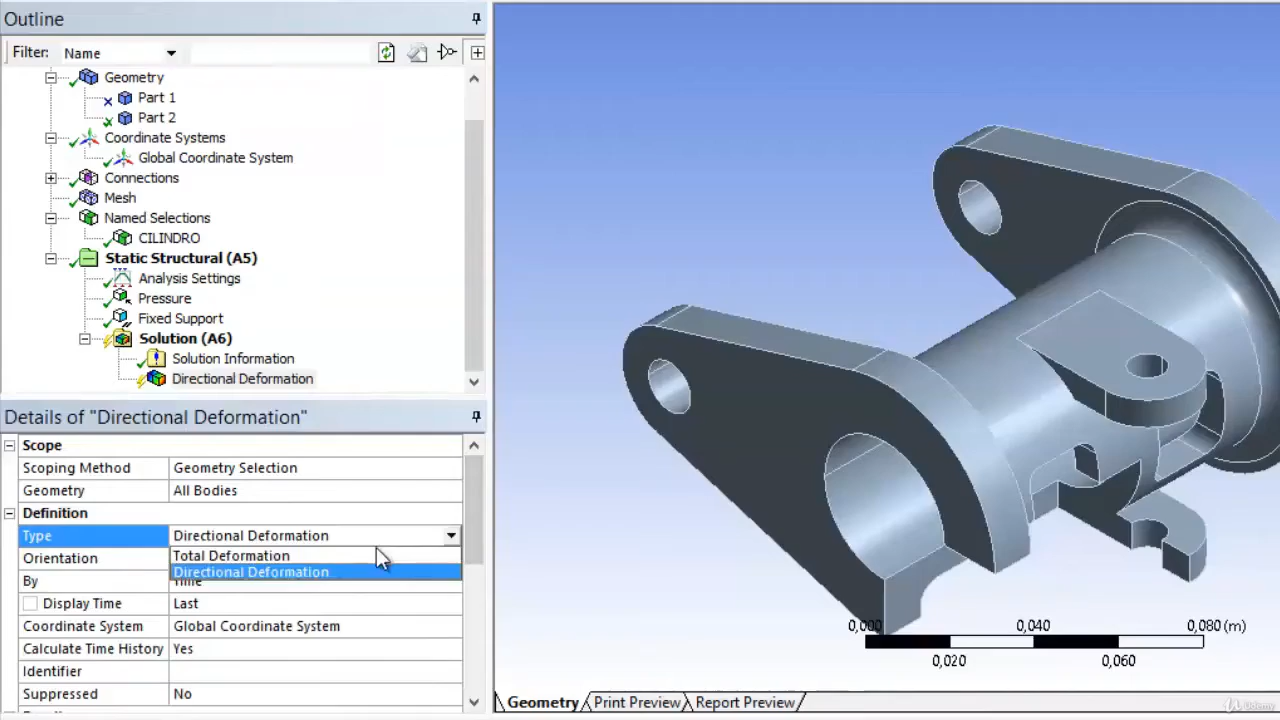 Outline
Filter: Name
Geometry
Part 1
Part 2
Coordinate Systems
Global Coordinate System
Connections
Mesh
Named Selections
CILINDRO
Static Structural (A5)
Analysis Settings
Pressure
Fixed Support
Solution (A6)
Solution Information
Directional Deformation
Details of "Directional Deformation"
Scope
Scoping Method Geometry Selection
Geometry All Bodies
Definition
Type Directional Deformation
Total Deformation
Orientation
Directional Deformation
By Time
Display Time Last
Coordinate System Global Coordinate System
Calculate Time History Yes
Identifier
Suppressed No
0,000 0,040 0,080 (m)
0,020 0,060
Geometry Print Preview Report Preview
Udemy